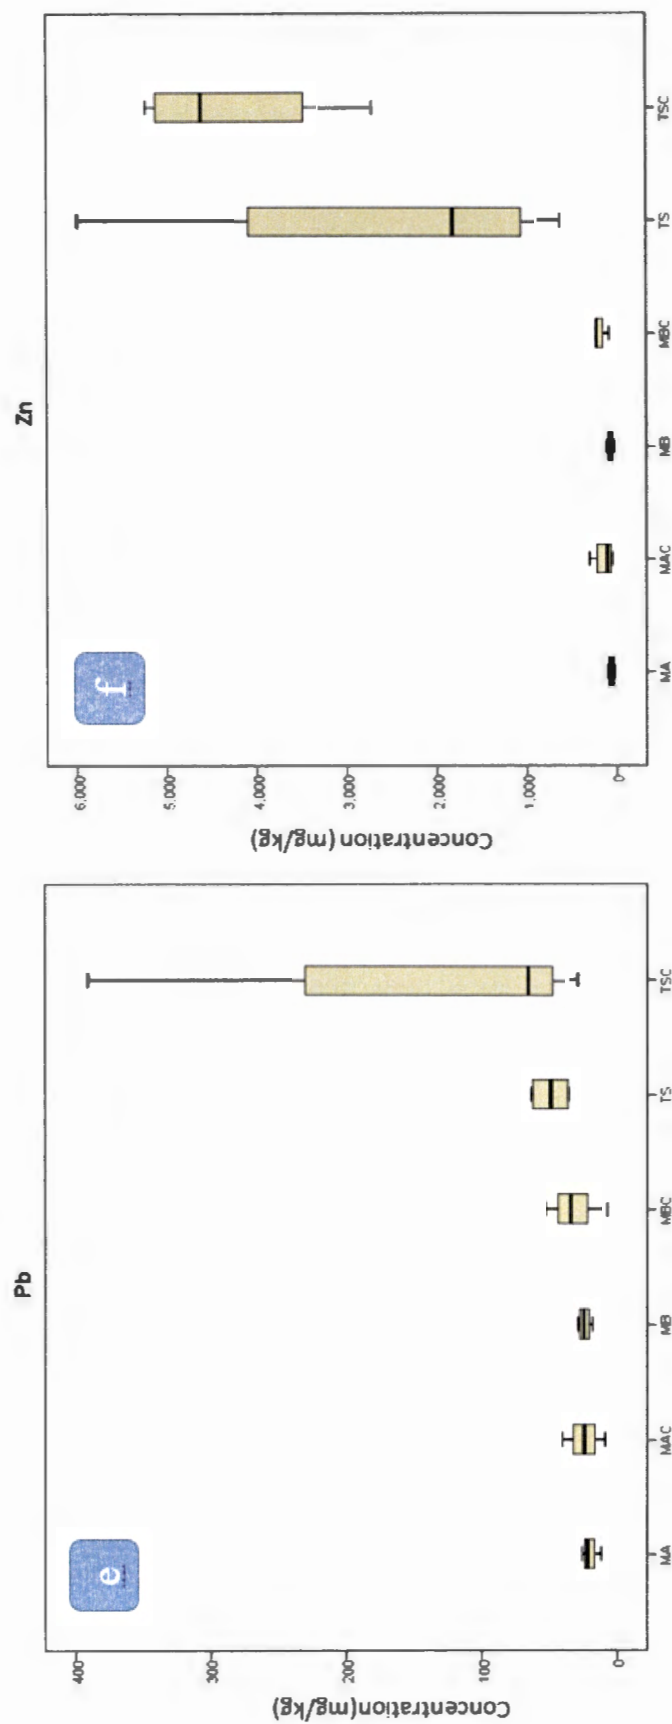 Pb
e
Concentration(mg/kg)
400
300
200
100
0
MA
MAC
MB
MBC
TS
TSC
Zn
f
Concentration(mg/kg)
6.000
5.000
4.000
3.000
2.000
1.000
0
MA
MAC
MB
MBC
TS
TSC